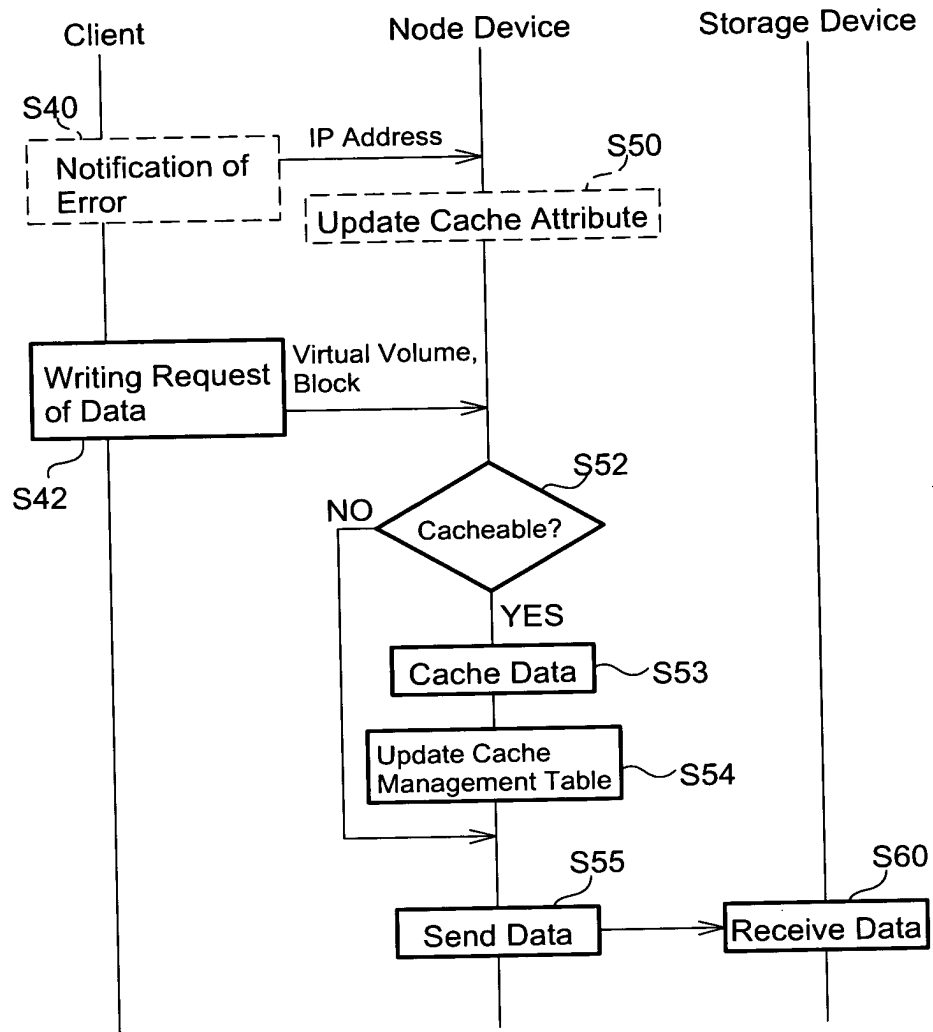 Client
Node Device
Storage Device
S40
IP Address
S50
Notification of
Error
Update Cache Attribute
Virtual Volume,
Block
Writing Request
of Data
S42
S52
NO
Cacheable?
YES
Cache Data
S53
Update Cache
Management Table
S54
S55
S60
Send Data
Receive Data